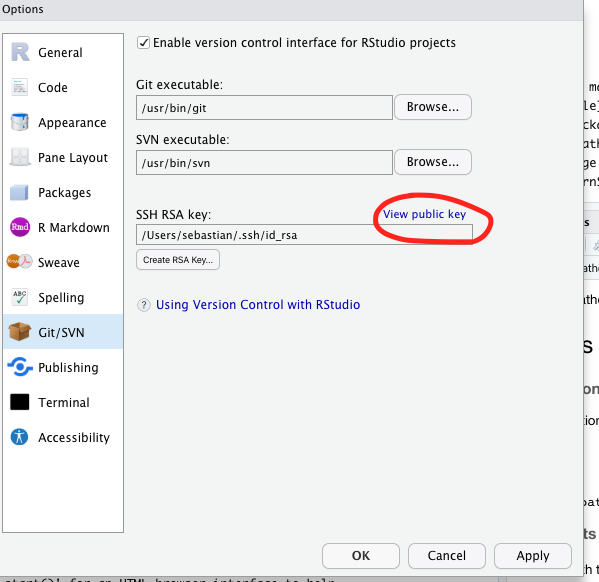 Options
General
Code
Appearance
Pane Layout
Packages
Rmd R Markdown
Sweave
ABC Spelling
Git/SVN
Publishing
Terminal
Accessibility
Enable version control interface for RStudio projects
Git executable:
/usr/bin/git
Browse...
SVN executable:
/usr/bin/svn
Browse...
SSH RSA key:
View public key
/Users/sebastian/.ssh/id_rsa
Create RSA Key...
? Using Version Control with RStudio
OK
Cancel
Apply